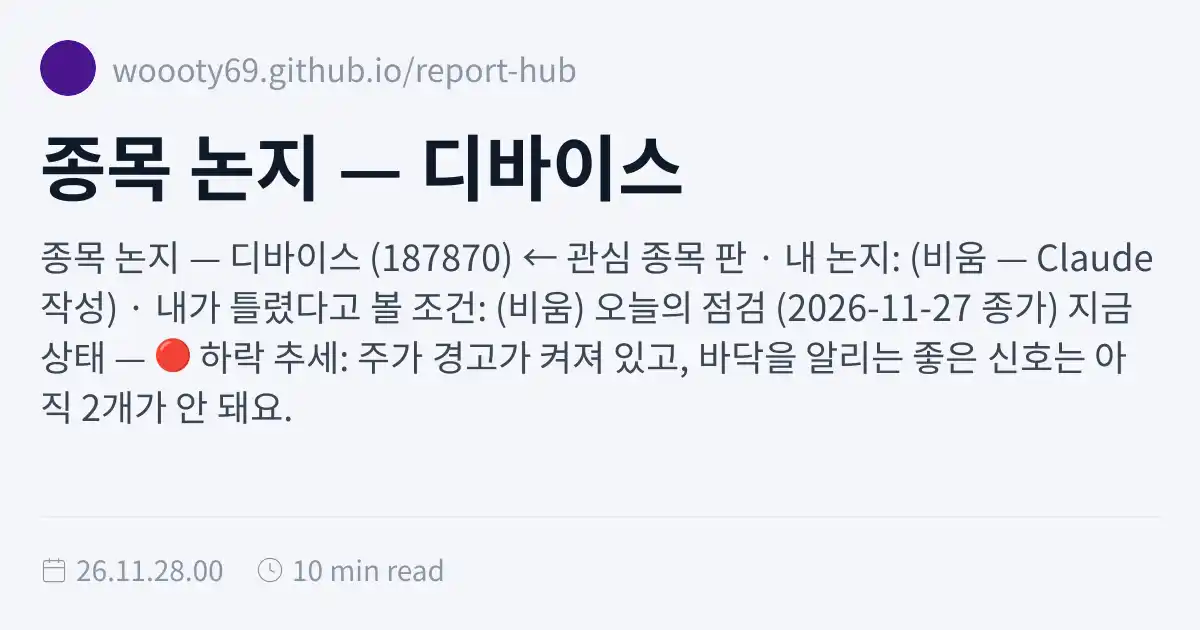 woooty69.github.io/report-hub
종목 논지 — 디바이스
종목 논지 — 디바이스 (187870) ← 관심 종목 판 · 내 논지: (비움 — Claude
작성) · 내가 틀렸다고 볼 조건: (비움) 오늘의 점검 (2026-11-27 종가) 지금
상태 — 🔴 하락 추세: 주가 경고가 켜져 있고, 바닥을 알리는 좋은 신호는 아
직 2개가 안 돼요.
26.11.28.00 10 min read